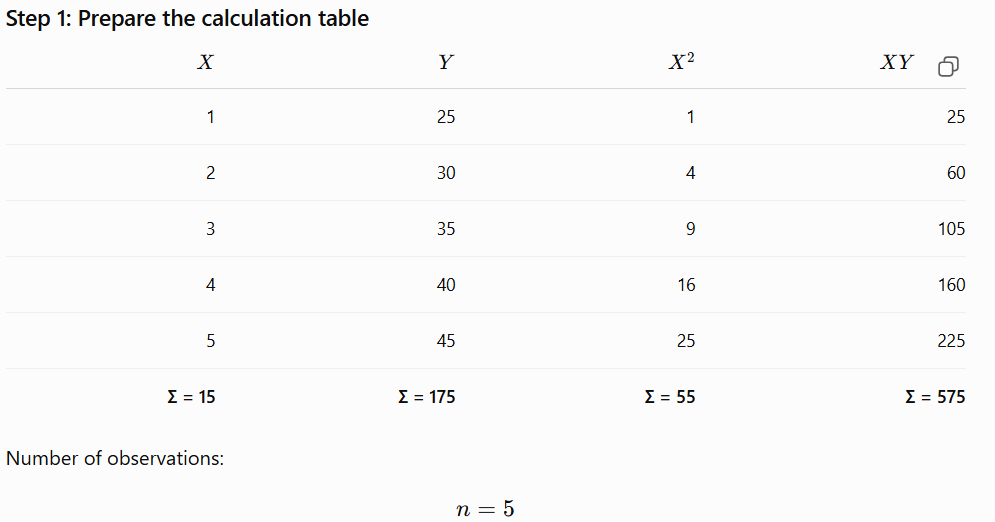 Step 1: Prepare the calculation table
X Y X² XY
1 25 1 25
2 30 4 60
3 35 9 105
4 40 16 160
5 45 25 225
Σ = 15 Σ = 175 Σ = 55 Σ = 575
Number of observations:
n = 5